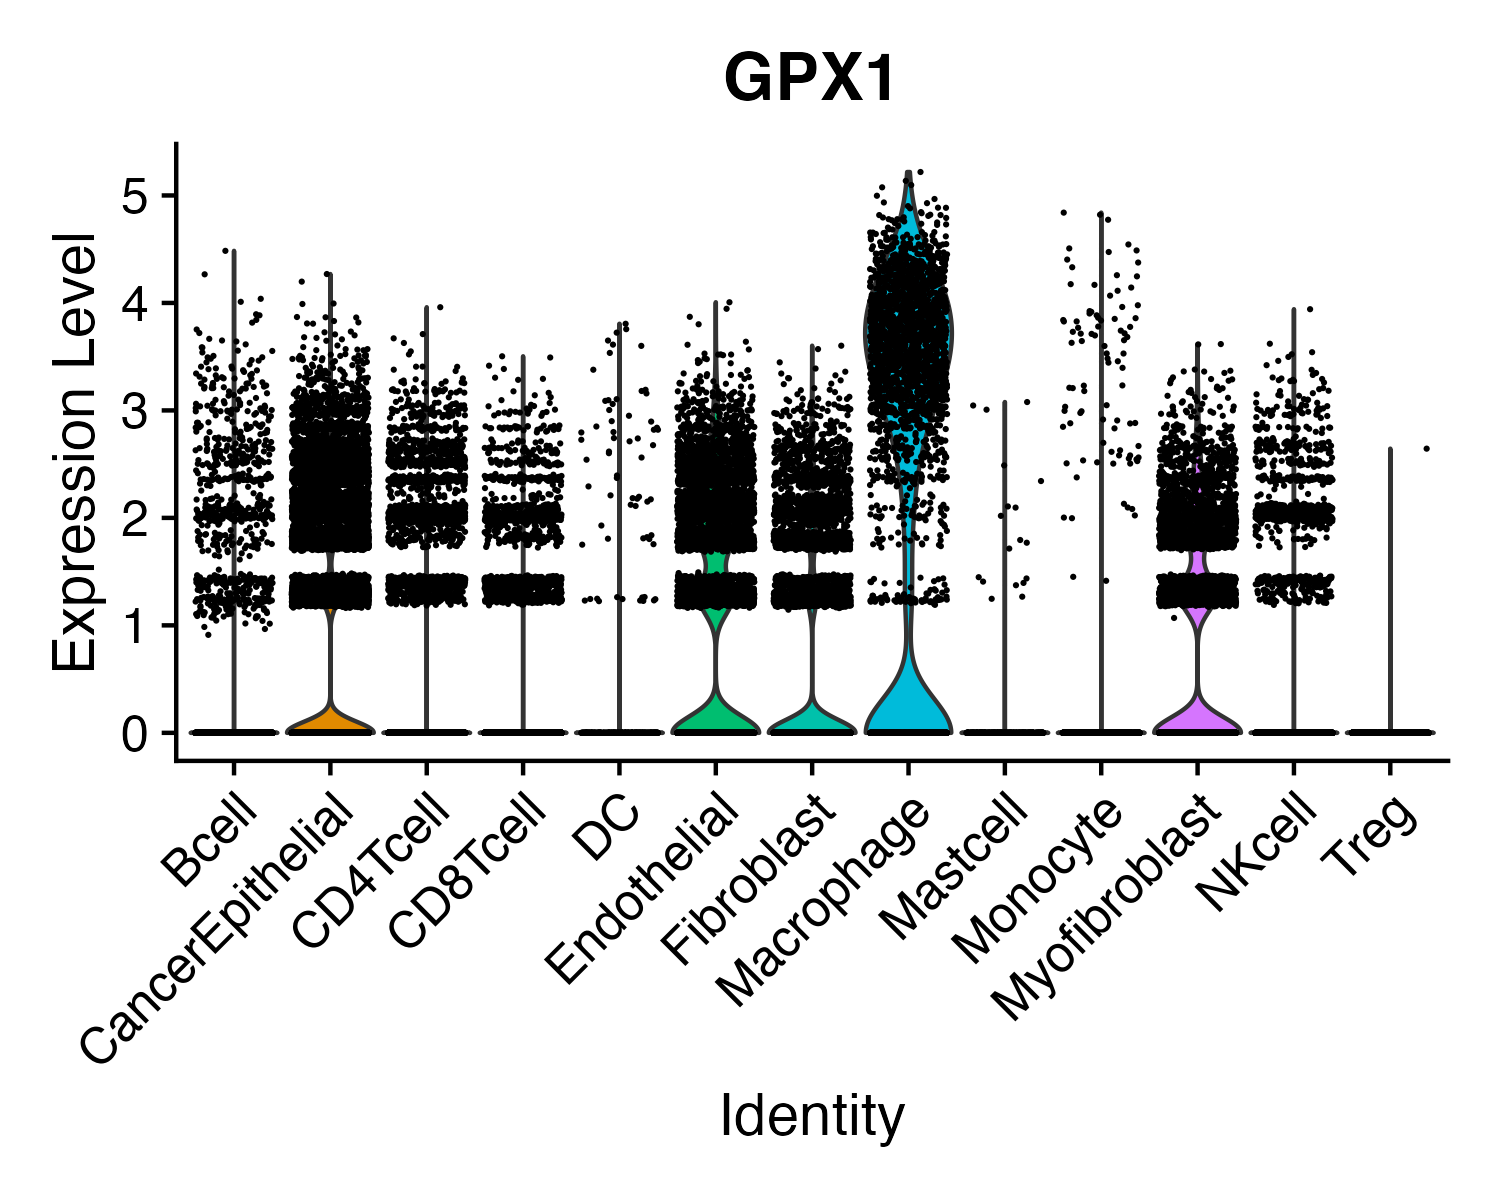 GPX1
Expression Level
5
4
3
2
1
0
Bcell
CancerEpithelial
CD4Tcell
CD8Tcell
DC
Endothelial
Fibroblast
Macrophage
Mastcell
Monocyte
Myofibroblast
NKcell
Treg
Identity